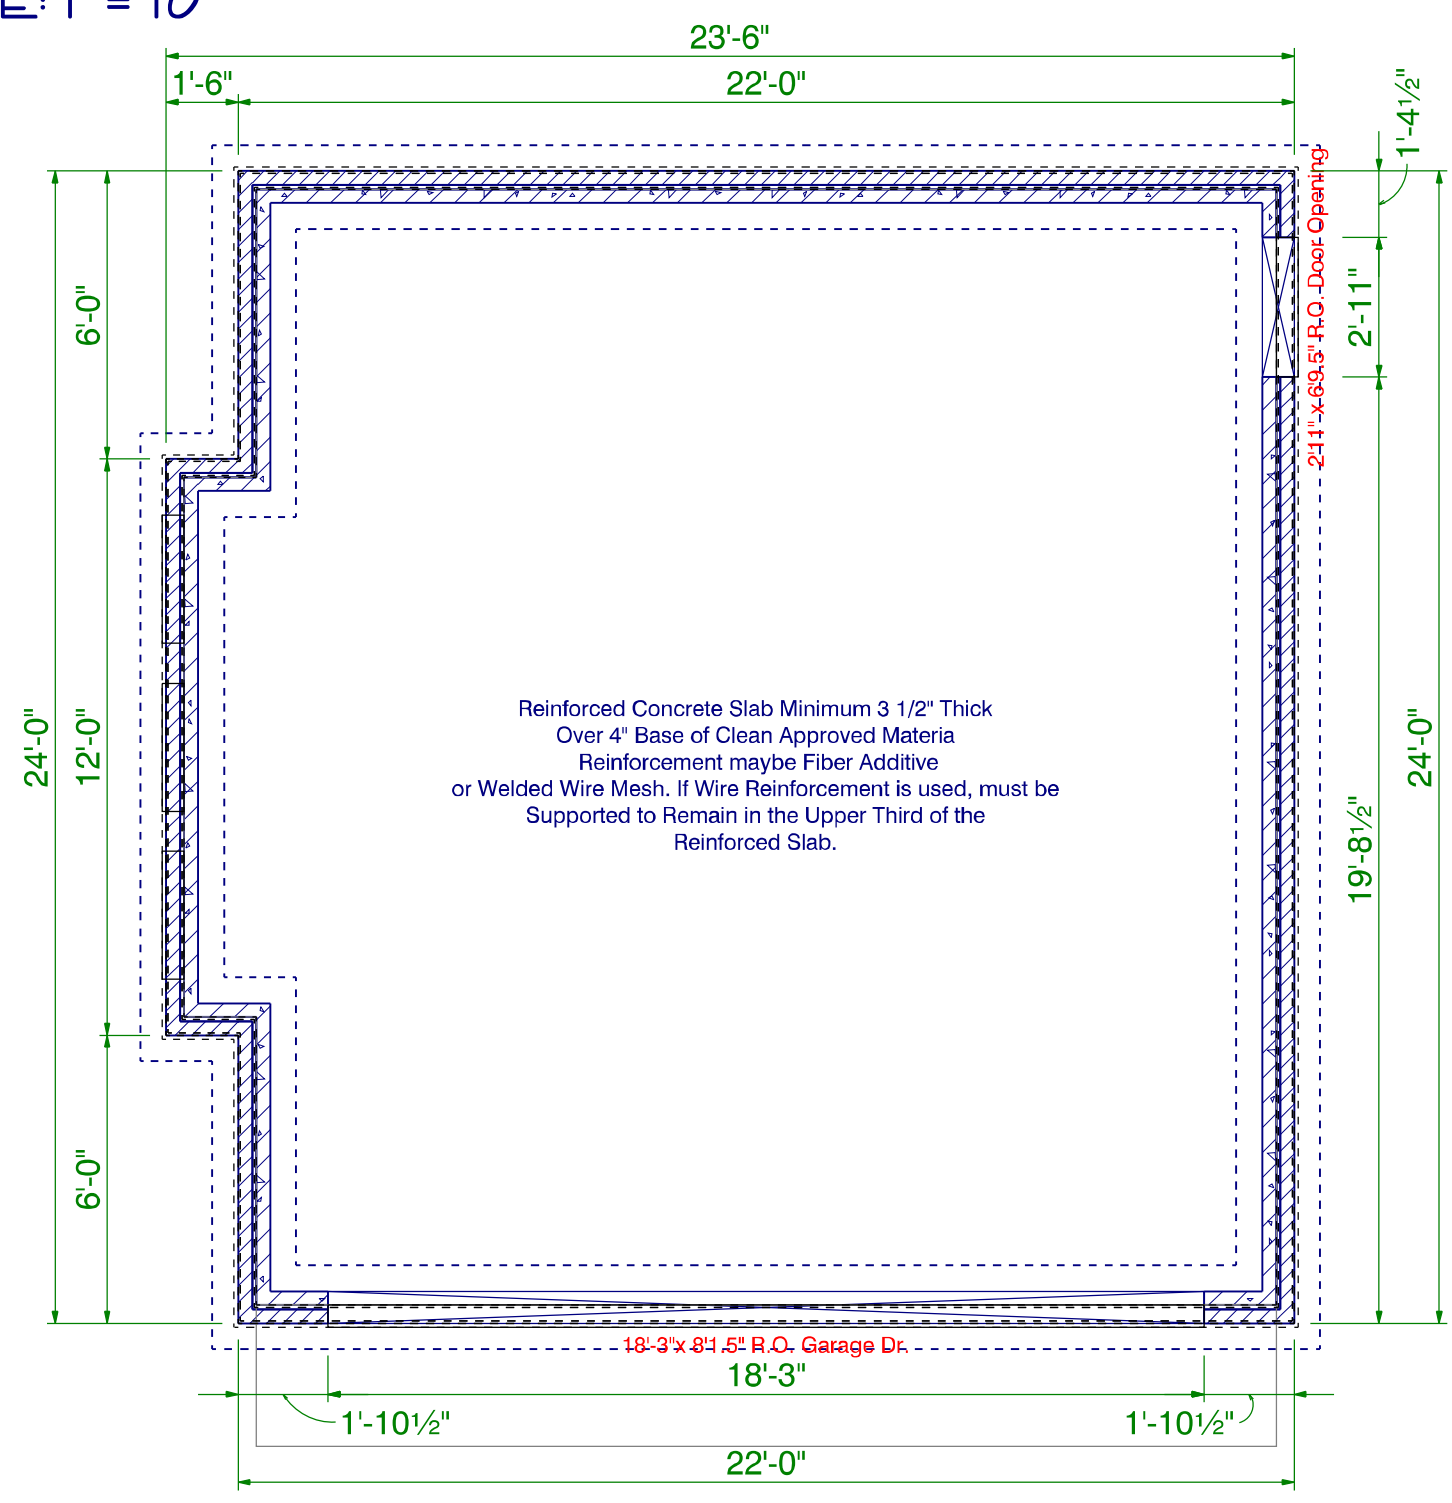 23'-6"
1'-6"
22'-0"
1'-4½"
2'11" x 6'9.5" R.O. Door Opening
6'-0"
2'-11"
24'-0"
12'-0"
Reinforced Concrete Slab Minimum 3 1/2" Thick
Over 4" Base of Clean Approved Materia
Reinforcement maybe Fiber Additive
or Welded Wire Mesh. If Wire Reinforcement is used, must be
Supported to Remain in the Upper Third of the
Reinforced Slab.
24'-0"
19'-8½"
6'-0"
18'-3"x 8'1.5" R.O. Garage Dr.
18'-3"
1'-10½"
1'-10½"
22'-0"